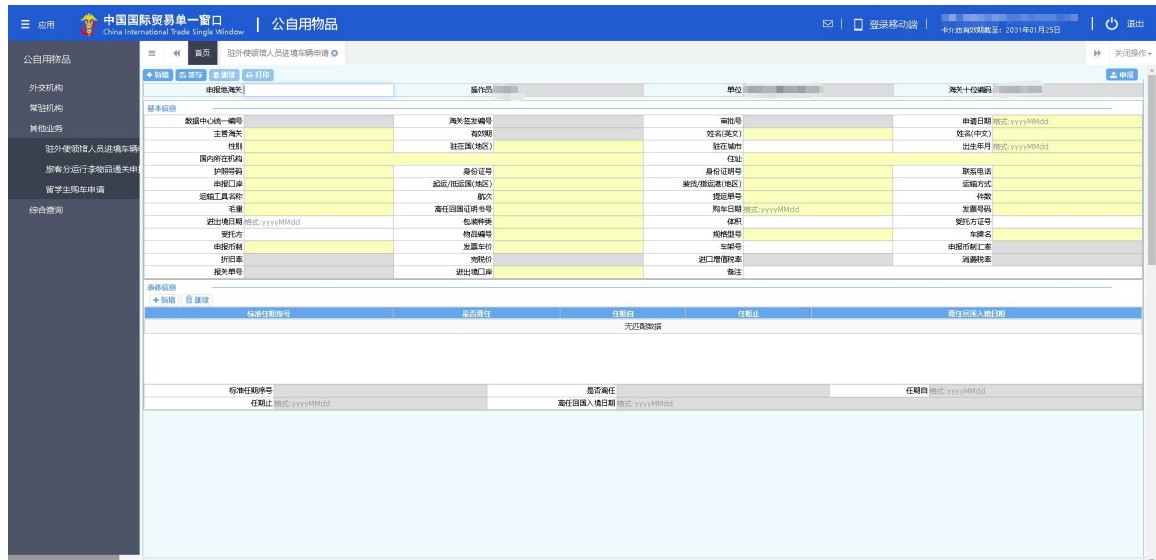 应用 中国国际贸易单一窗口 China International Trade Single Window 公自用物品 登录移动端 卡介质有效期截至：2031年01月25日 退出
公自用物品
外交机构
常驻机构
其他业务
驻外使领馆人员进境车辆申
旅客分运行李物品通关申报
留学生购车申请
综合查询
首页 驻外使领馆人员进境车辆申请 关闭操作
新增 暂存 删除 打印 申报
申报地海关 操作员 单位 海关十位编码
基本信息
数据中心统一编号 海关签发编号 审批号 申请日期 格式:yyyyMMdd
主管海关 有效期 姓名(英文) 姓名(中文)
性别 驻在国(地区) 驻在城市 出生年月 格式:yyyyMMdd
国内所在机构 住址
护照号码 身份证号 身份证明号 联系电话
申报口岸 起运/抵运国(地区) 装货/指运港(地区) 运输方式
运输工具名称 航次 提运单号 件数
毛重 离任回国证明书号 购车日期 格式:yyyyMMdd 发票号码
进出境日期 格式:yyyyMMdd 包装种类 体积 受托方证号
受托方 物品编号 规格型号 车牌名
申报币制 发票车价 车架号 申报币制汇率
折旧率 完税价 进口增值税率 消费税率
报关单号 进出境口岸 备注
表体信息
新增 删除
标准任期序号 是否离任 任期自 任期止 离任回国入境日期
无匹配数据
标准任期序号 是否离任 任期自 格式:yyyyMMdd
任期止 格式:yyyyMMdd 离任回国入境日期 格式:yyyyMMdd